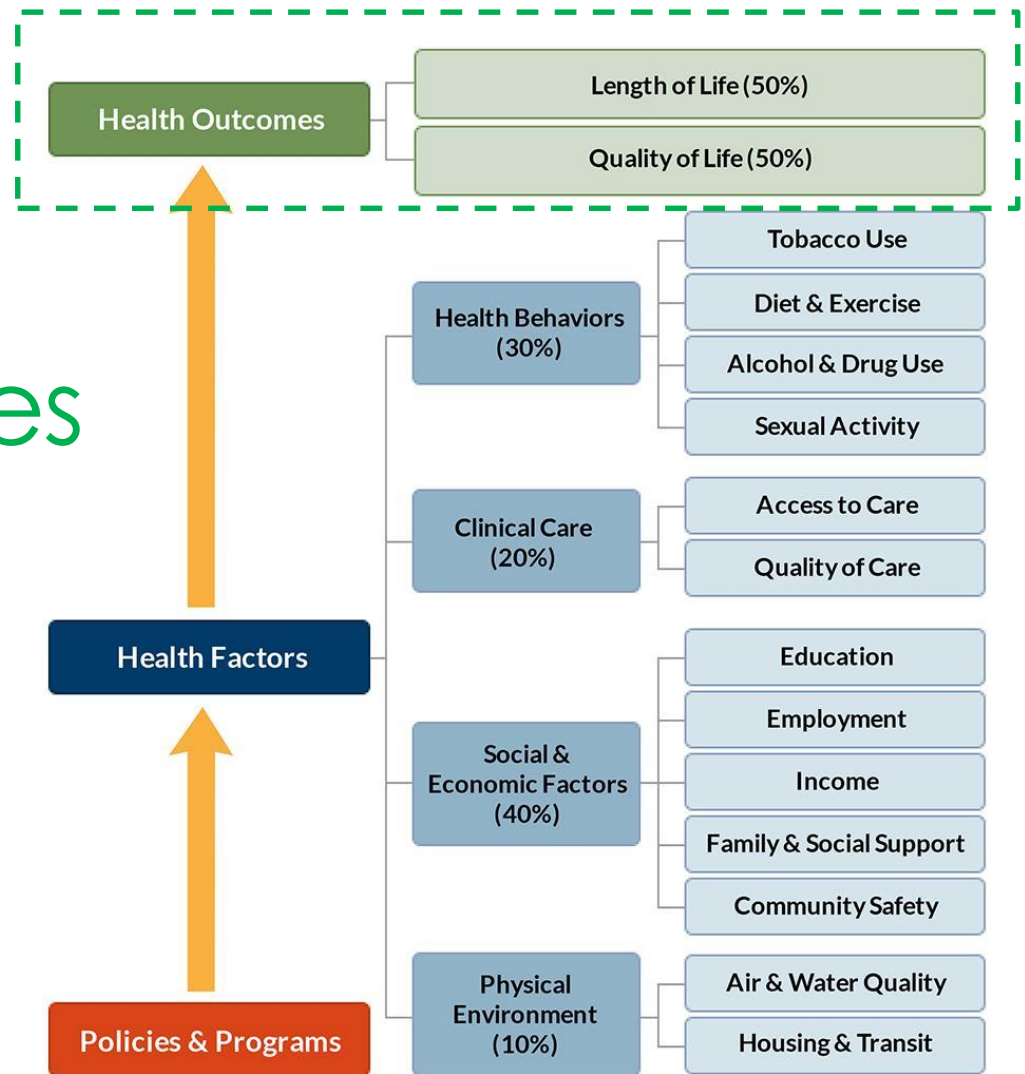 Health Outcomes
Length of Life (50%)
Quality of Life (50%)
es
Health Behaviors
(30%)
Tobacco Use
Diet & Exercise
Alcohol & Drug Use
Sexual Activity
Clinical Care
(20%)
Access to Care
Quality of Care
Health Factors
Social &
Economic Factors
(40%)
Education
Employment
Income
Family & Social Support
Community Safety
Physical
Environment
(10%)
Air & Water Quality
Housing & Transit
Policies & Programs